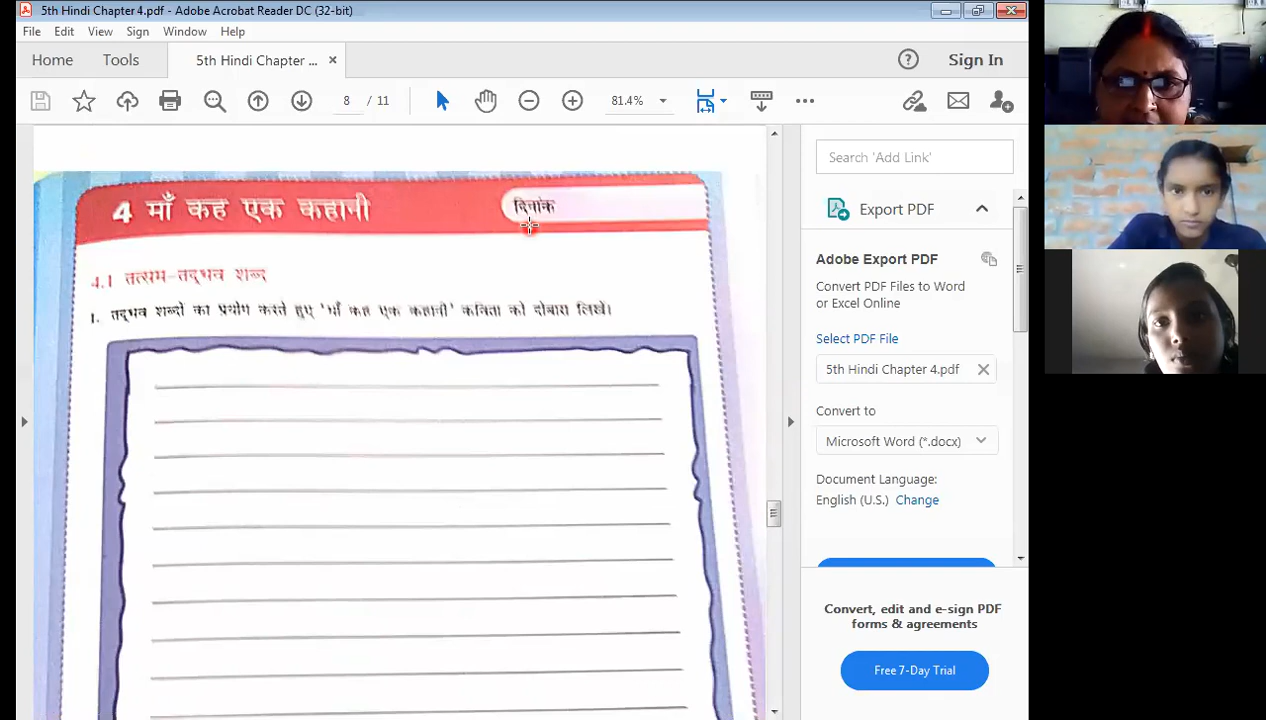 5th Hindi Chapter 4.pdf - Adobe Acrobat Reader DC (32-bit)
File Edit View Sign Window Help
Home Tools 5th Hindi Chapter ... × Sign In
8 / 11 81.4%
Search 'Add Link'
4 माँ कह एक कहानी दिनांक
Export PDF
4.1 तत्सम-तद्भव शब्द
1. तद्भव शब्दों का प्रयोग करते हुए 'माँ कह एक कहानी' कविता को दोबारा लिखें।
Adobe Export PDF
Convert PDF Files to Word
or Excel Online
Select PDF File
5th Hindi Chapter 4.pdf
Convert to
Microsoft Word (*.docx)
Document Language:
English (U.S.) Change
Convert, edit and e-sign PDF
forms & agreements
Free 7-Day Trial